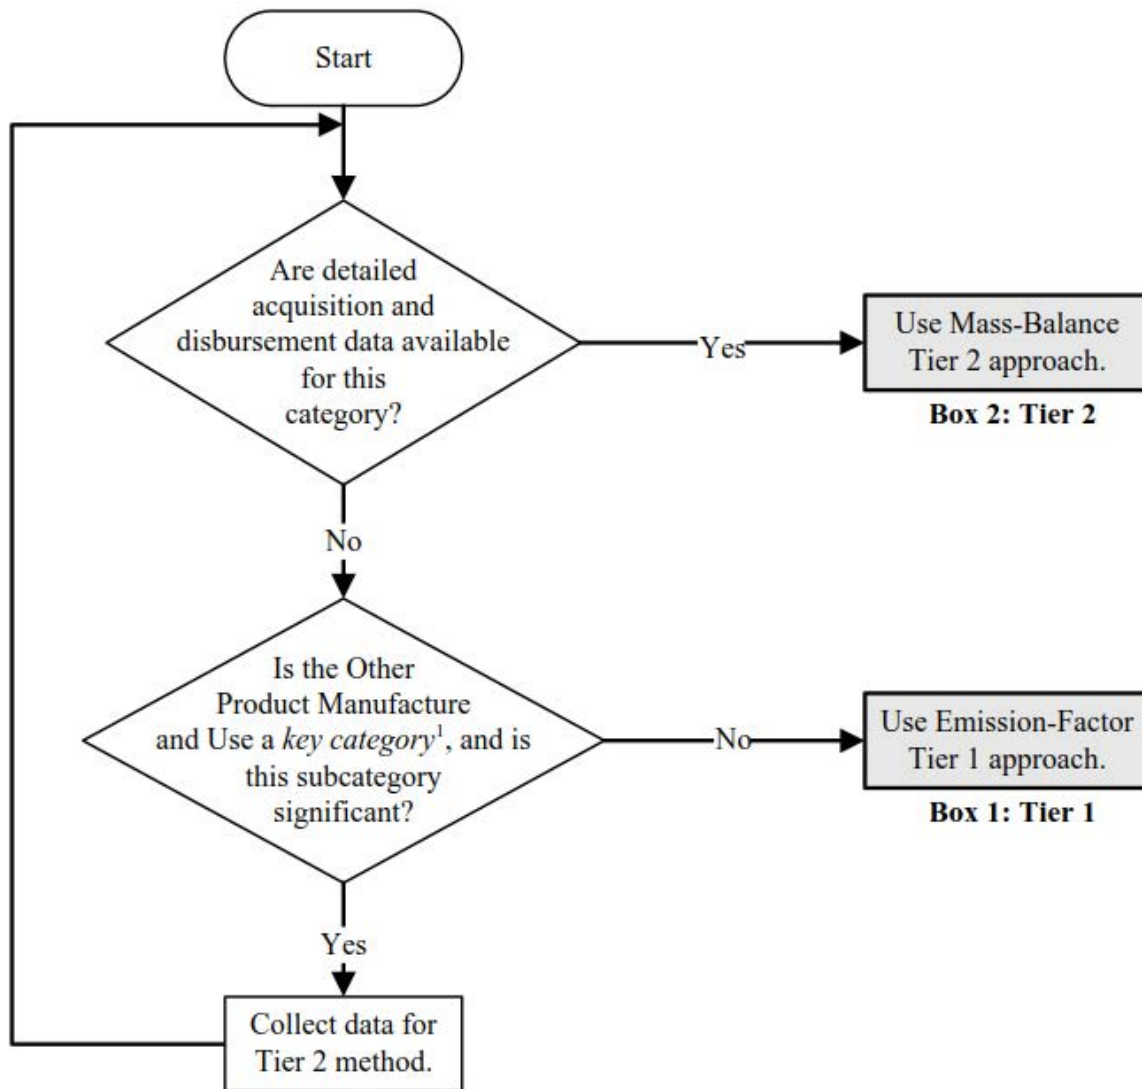 Start
Are detailed
acquisition and
disbursement data available
for this
category?
Yes
Use Mass-Balance
Tier 2 approach.
Box 2: Tier 2
No
Is the Other
Product Manufacture
and Use a key category¹, and is
this subcategory
significant?
No
Use Emission-Factor
Tier 1 approach.
Box 1: Tier 1
Yes
Collect data for
Tier 2 method.